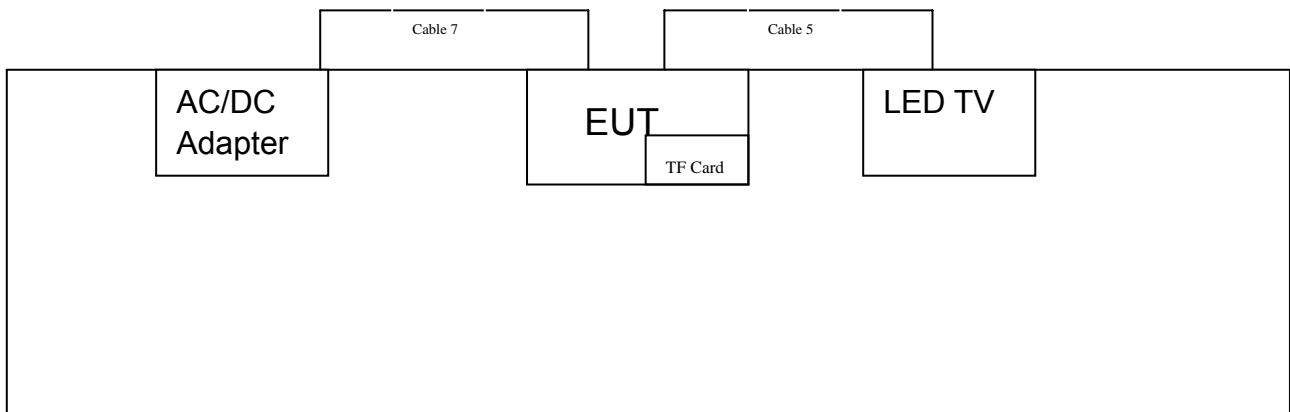 Cable 7
Cable 5
AC/DC
Adapter
EUT
TF Card
LED TV